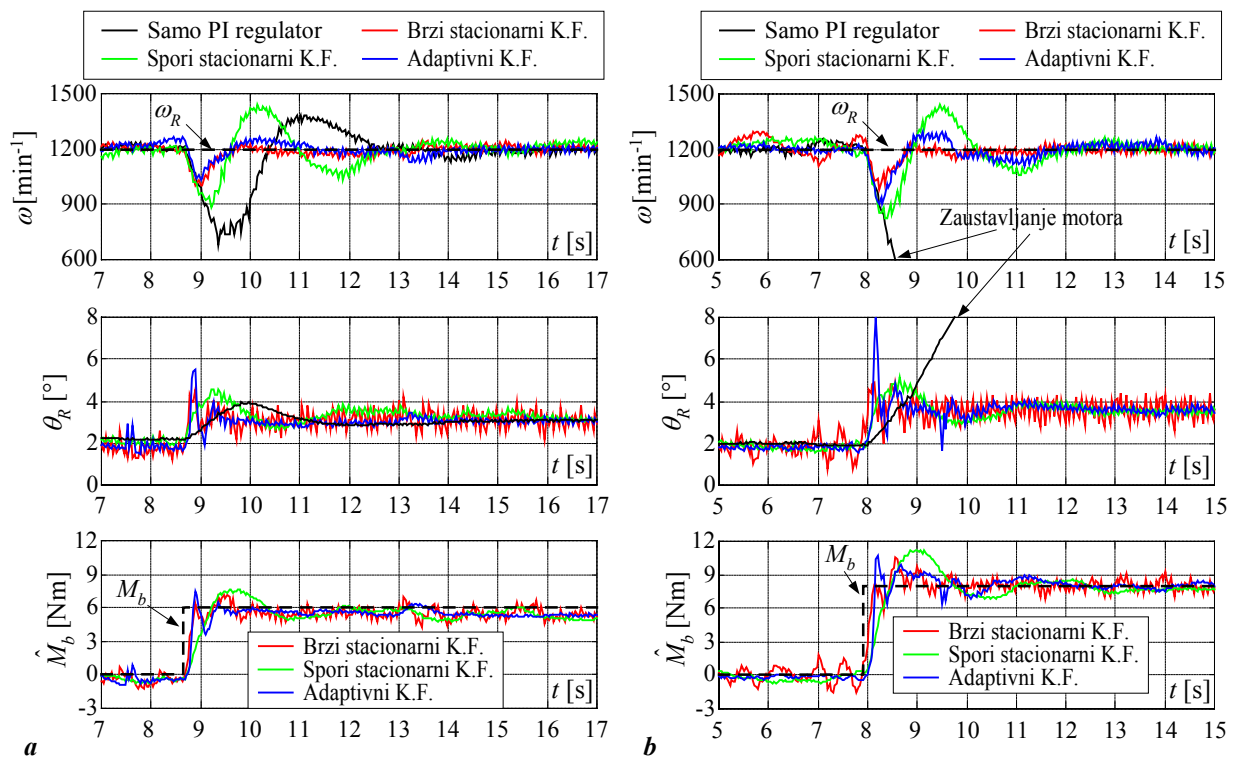 Samo PI regulator
Brzi stacionarni K.F.
Spori stacionarni K.F.
Adaptivni K.F.
1500
1200
900
600
ω [min⁻¹]
ω_R
t [s]
7 8 9 10 11 12 13 14 15 16 17
8
6
4
2
0
θ_R [°]
t [s]
7 8 9 10 11 12 13 14 15 16 17
12
9
6
3
0
-3
M̂_b [Nm]
M_b
Brzi stacionarni K.F.
Spori stacionarni K.F.
Adaptivni K.F.
t [s]
7 8 9 10 11 12 13 14 15 16 17
a
Samo PI regulator
Brzi stacionarni K.F.
Spori stacionarni K.F.
Adaptivni K.F.
1500
1200
900
600
ω [min⁻¹]
ω_R
Zaustavljanje motora
t [s]
5 6 7 8 9 10 11 12 13 14 15
8
6
4
2
0
θ_R [°]
t [s]
5 6 7 8 9 10 11 12 13 14 15
12
9
6
3
0
-3
M̂_b [Nm]
M_b
Brzi stacionarni K.F.
Spori stacionarni K.F.
Adaptivni K.F.
t [s]
5 6 7 8 9 10 11 12 13 14 15
b